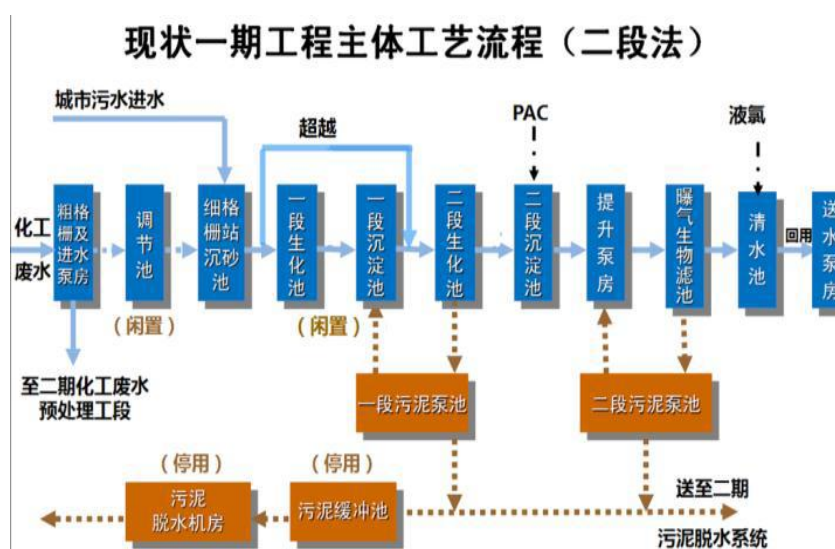 现状一期工程主体工艺流程（二段法）
城市污水进水
超越
PAC
液氯
化工
废水
粗格
栅及
进水
泵房
调
节
池
细格
栅站
沉砂
池
一
段
生
化
池
一
段
沉
淀
池
二
段
生
化
池
二
段
沉
淀
池
提
升
泵
房
曝
气
生
物
滤
池
清
水
池
回用
送
水
泵
房
（闲置）
（闲置）
至二期化工废水
预处理工段
一段污泥泵池
二段污泥泵池
（停用）
（停用）
污泥
脱水机房
污泥缓冲池
送至二期
污泥脱水系统